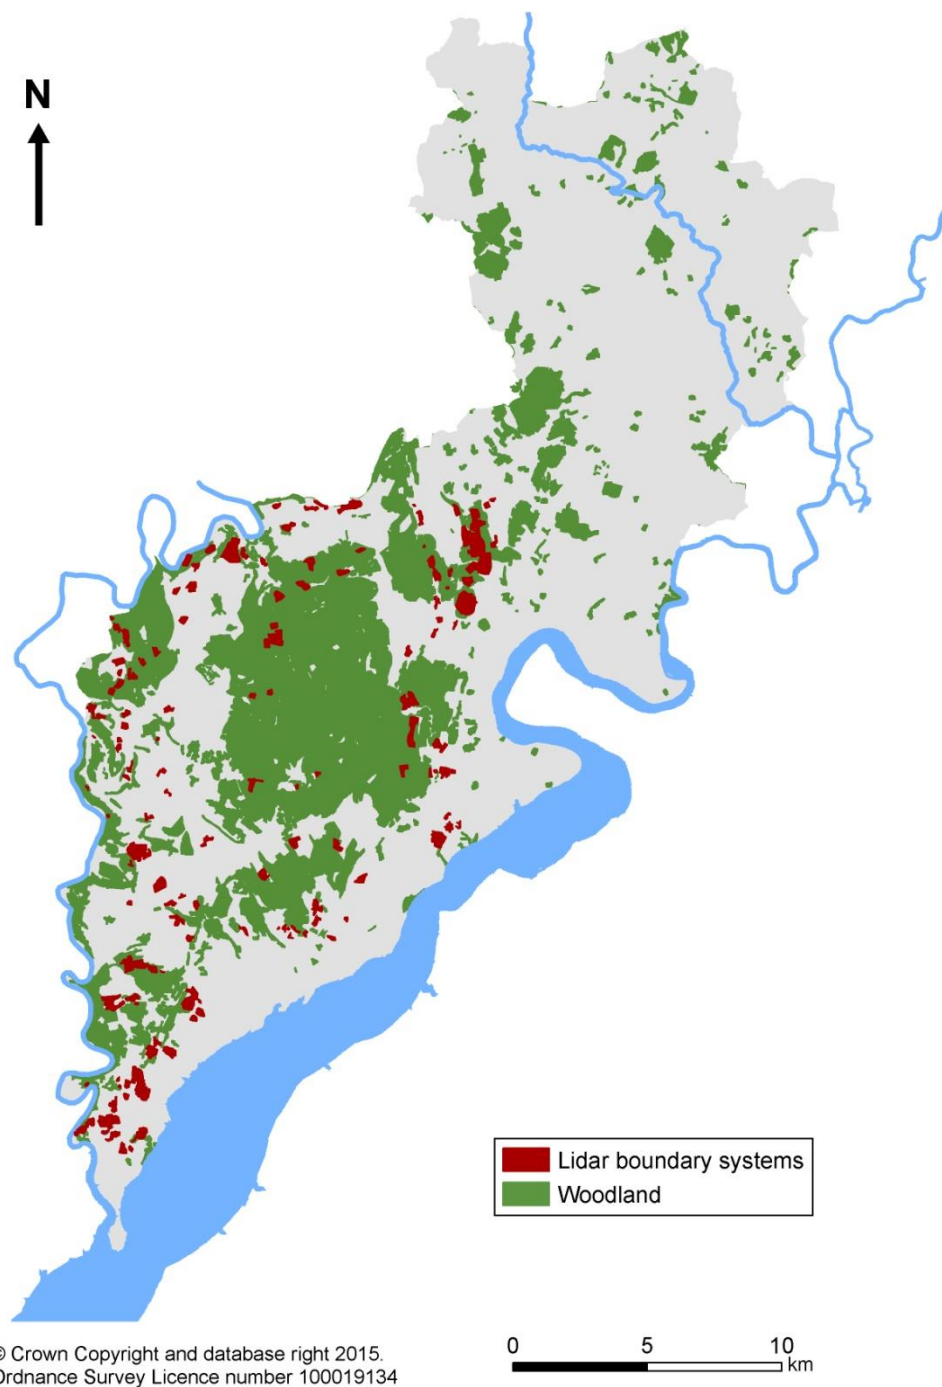 N
Lidar boundary systems
Woodland
0 5 10
km
© Crown Copyright and database right 2015.
Ordnance Survey Licence number 100019134